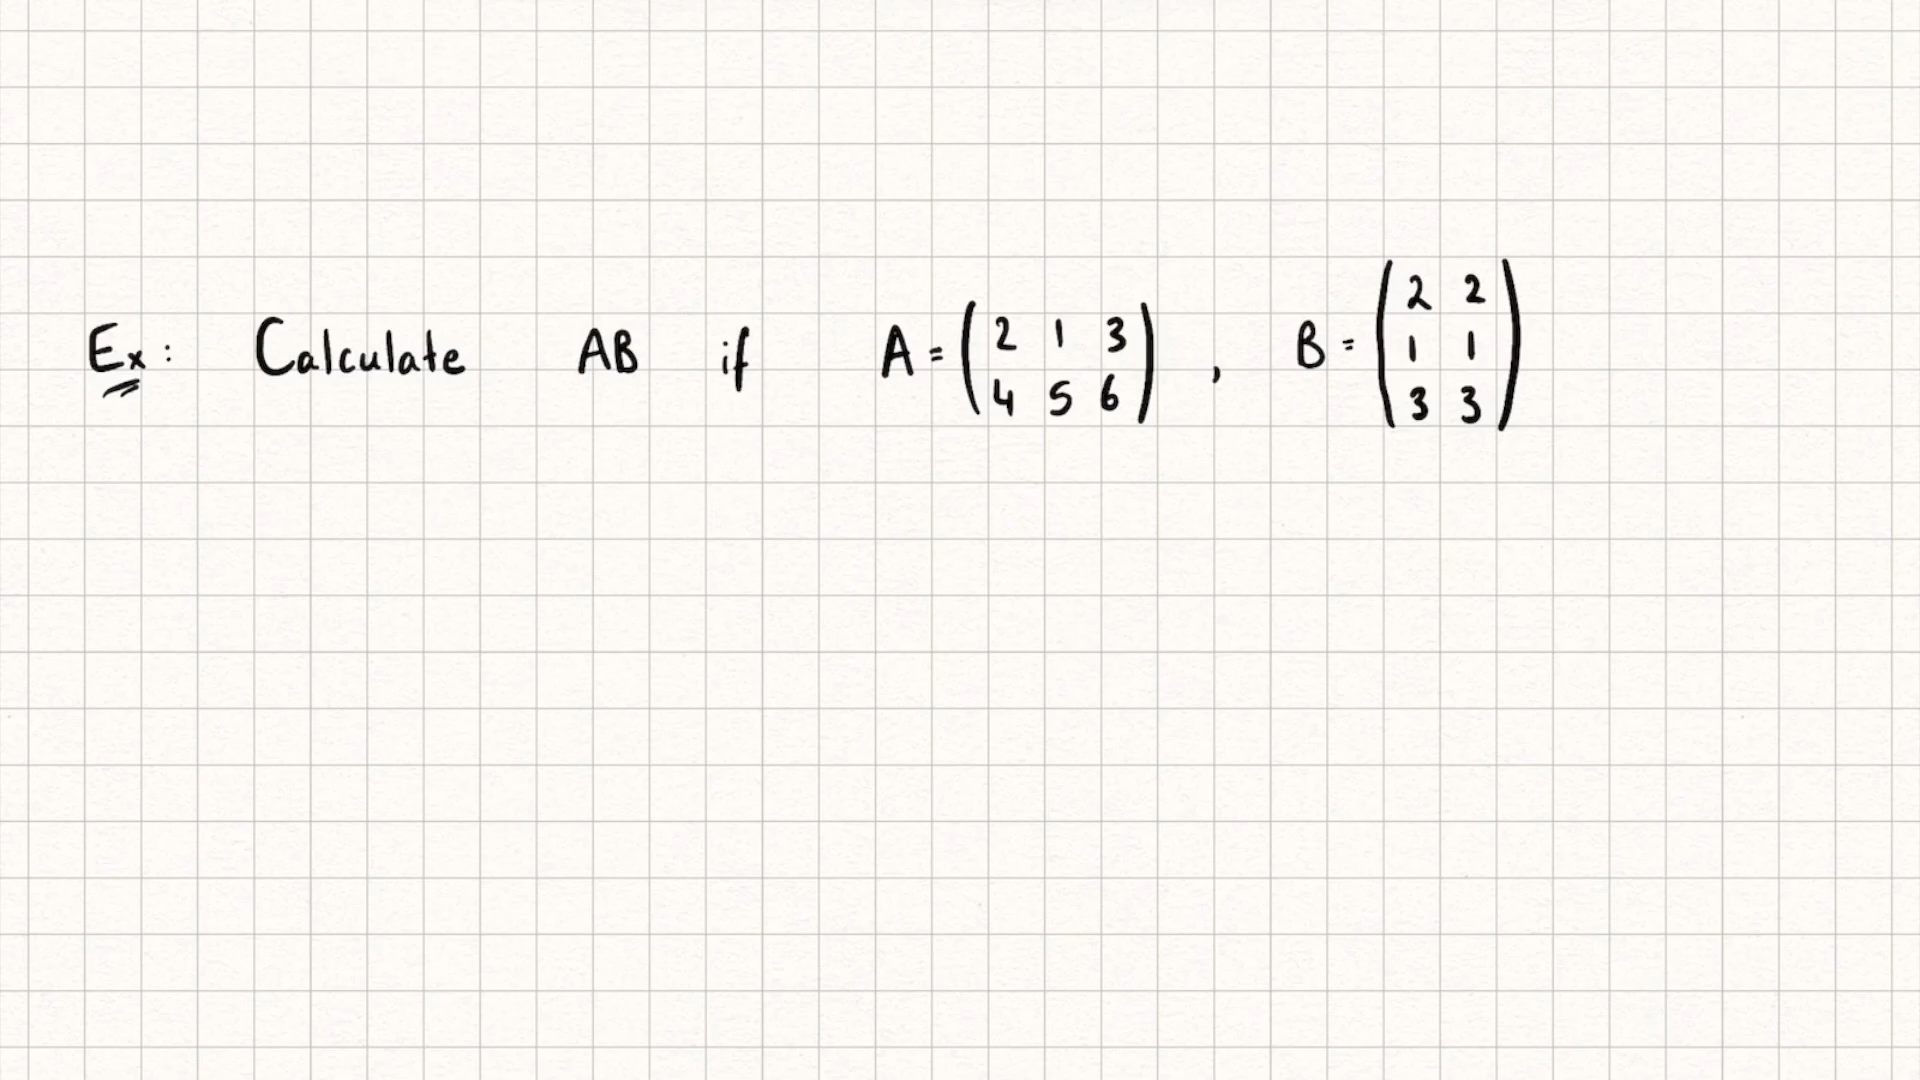 Ex: Calculate AB if A = (2 1 3 4 5 6) , B = (2 2 1 1 3 3)